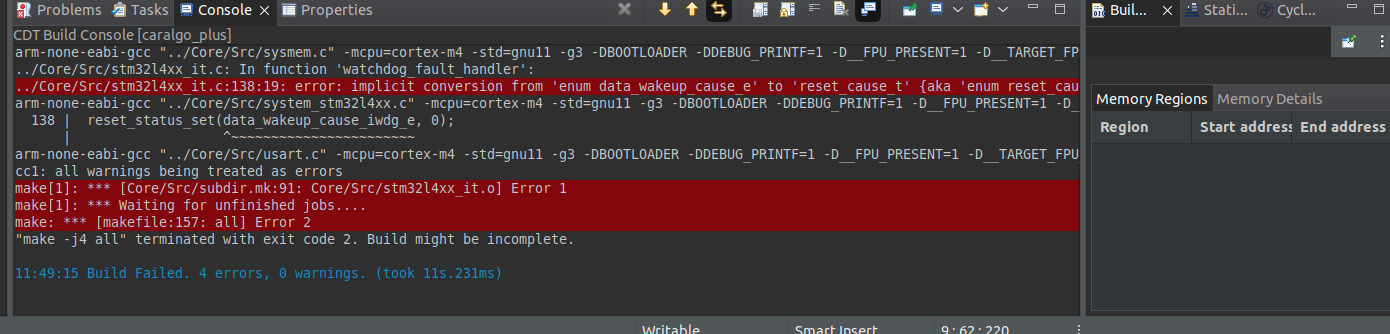 Problems Tasks Console × Properties
CDT Build Console [caralgo_plus]
arm-none-eabi-gcc "../Core/Src/sysmem.c" -mcpu=cortex-m4 -std=gnu11 -g3 -DBOOTLOADER -DDEBUG_PRINTF=1 -D__FPU_PRESENT=1 -D__TARGET_FP
../Core/Src/stm32l4xx_it.c: In function 'watchdog_fault_handler':
../Core/Src/stm32l4xx_it.c:138:19: error: implicit conversion from 'enum data_wakeup_cause_e' to 'reset_cause_t' {aka 'enum reset_cau
arm-none-eabi-gcc "../Core/Src/system_stm32l4xx.c" -mcpu=cortex-m4 -std=gnu11 -g3 -DBOOTLOADER -DDEBUG_PRINTF=1 -D__FPU_PRESENT=1 -D_
138 | reset_status_set(data_wakeup_cause_iwdg_e, 0);
| ^~~~~~~~~~~~~~~~~~~~~~~~
arm-none-eabi-gcc "../Core/Src/usart.c" -mcpu=cortex-m4 -std=gnu11 -g3 -DBOOTLOADER -DDEBUG_PRINTF=1 -D__FPU_PRESENT=1 -D__TARGET_FPU
cc1: all warnings being treated as errors
make[1]: *** [Core/Src/subdir.mk:91: Core/Src/stm32l4xx_it.o] Error 1
make[1]: *** Waiting for unfinished jobs....
make: *** [makefile:157: all] Error 2
"make -j4 all" terminated with exit code 2. Build might be incomplete.
11:49:15 Build Failed. 4 errors, 0 warnings. (took 11s.231ms)
Buil... × Stati... Cycl...
Memory Regions Memory Details
Region Start address End address
Writable Smart Insert 9:62:220